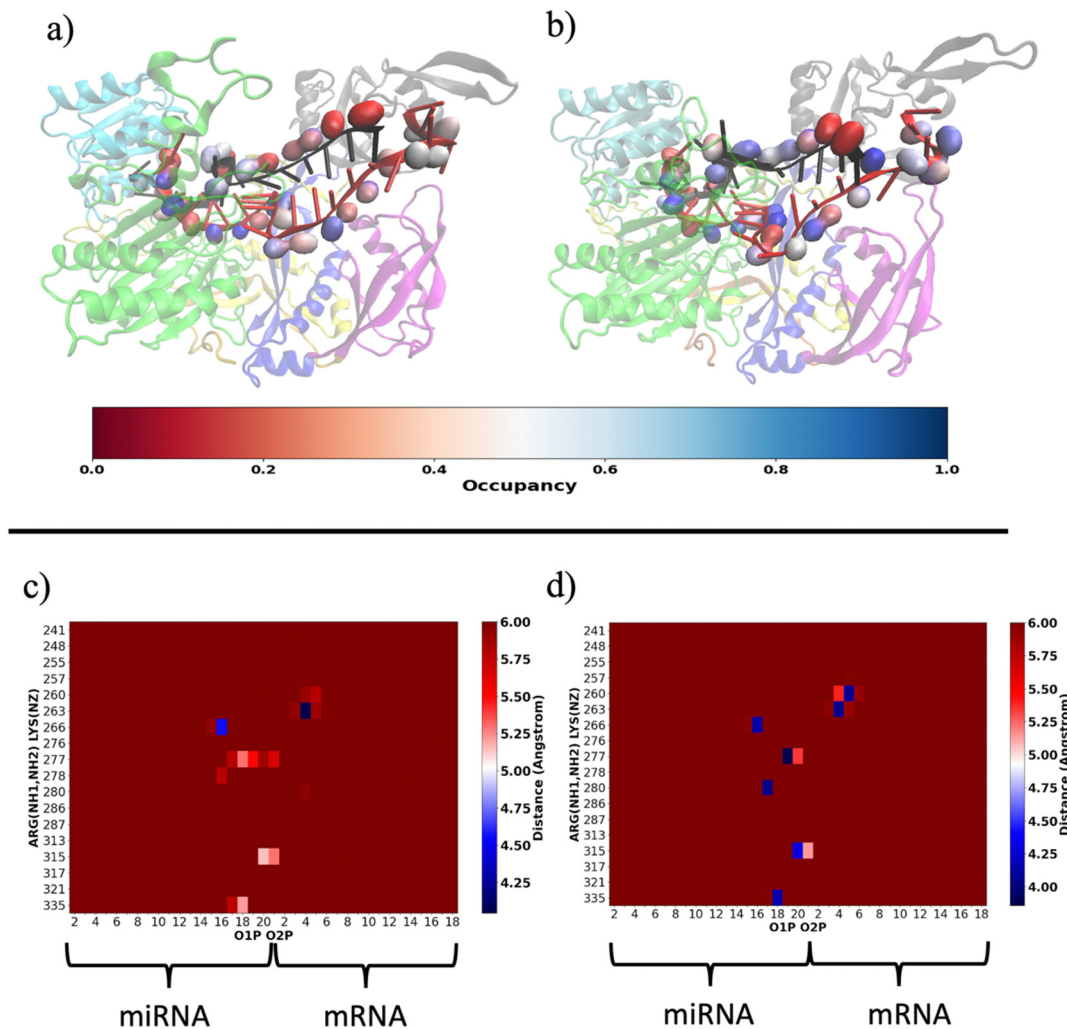 a)
b)
0.0 0.2 0.4 0.6 0.8 1.0
Occupancy
c)
ARG(NH1,NH2) LYS(NZ)
241
248
255
257
260
263
266
276
277
278
280
286
287
313
315
317
321
335
2 4 6 8 10 12 14 16 18 20 2 4 6 8 10 12 14 16 18
O1P O2P
6.00
5.75
5.50
5.25
5.00
4.75
4.50
4.25
Distance (Angstrom)
miRNA
mRNA
d)
ARG(NH1,NH2) LYS(NZ)
241
248
255
257
260
263
266
276
277
278
280
286
287
313
315
317
321
335
2 4 6 8 10 12 14 16 18 20 2 4 6 8 10 12 14 16 18
O1P O2P
6.00
5.75
5.50
5.25
5.00
4.75
4.50
4.25
4.00
Distance (Angstrom)
miRNA
mRNA